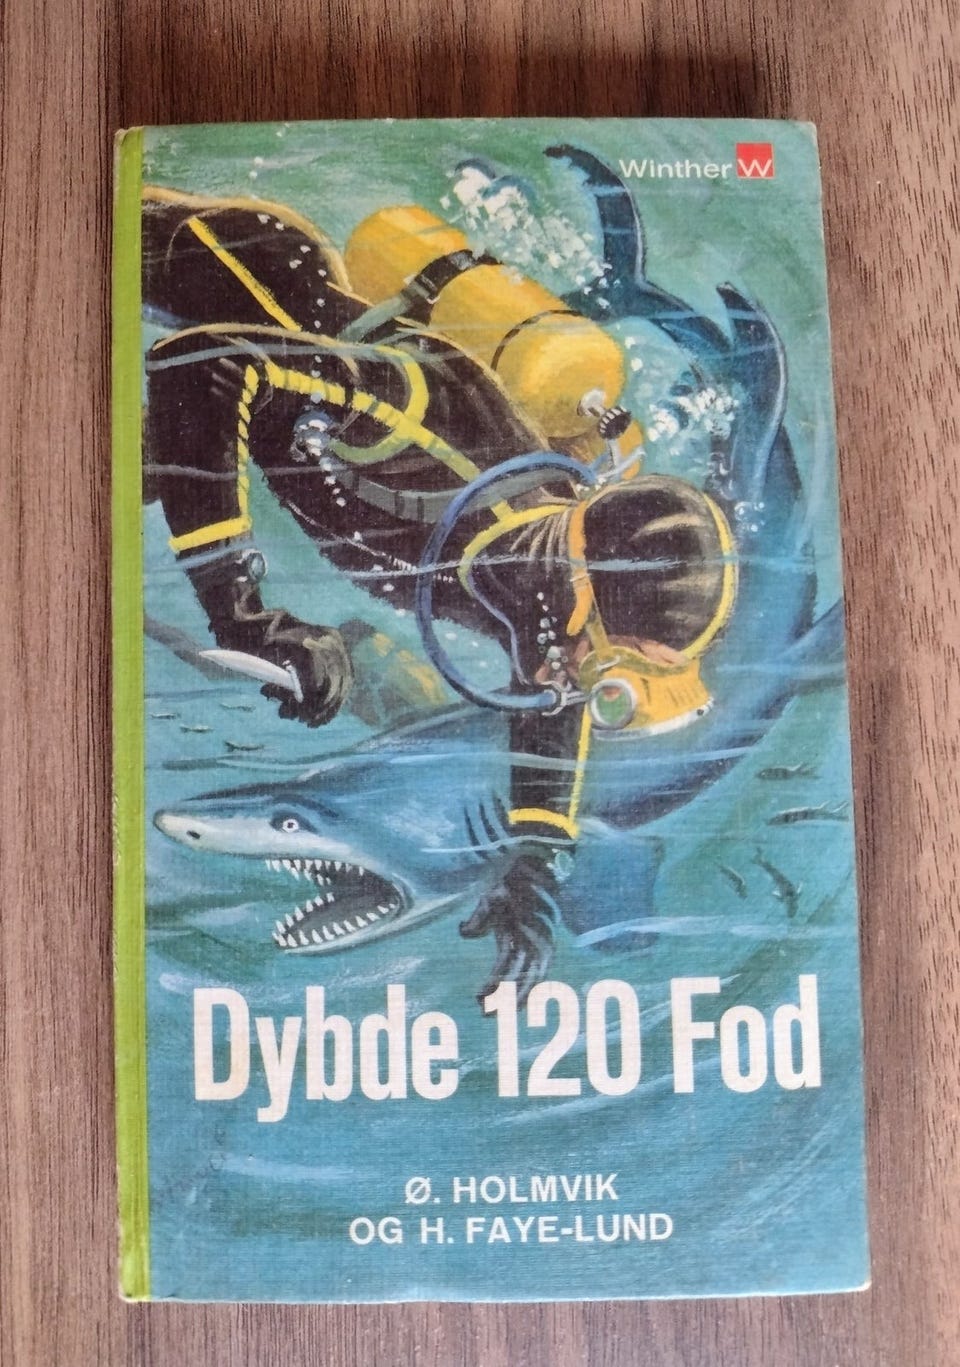 Winther W
Dybde 120 Fod
Ø. HOLMVIK
OG H. FAYE-LUND